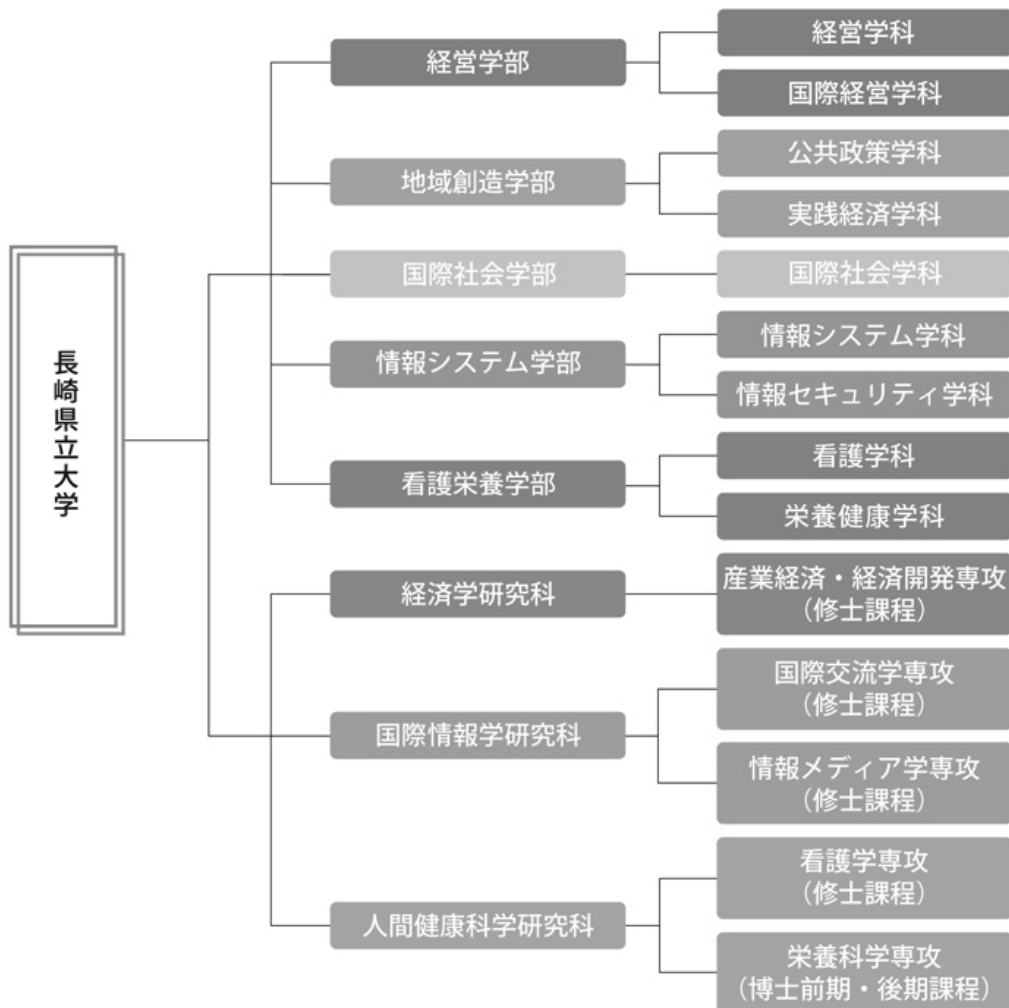 長崎県立大学
経営学部
経営学科
国際経営学科
地域創造学部
公共政策学科
実践経済学科
国際社会学部
国際社会学科
情報システム学部
情報システム学科
情報セキュリティ学科
看護栄養学部
看護学科
栄養健康学科
経済学研究科
産業経済・経済開発専攻
（修士課程）
国際情報学研究科
国際交流学専攻
（修士課程）
情報メディア学専攻
（修士課程）
人間健康科学研究科
看護学専攻
（修士課程）
栄養科学専攻
（博士前期・後期課程）